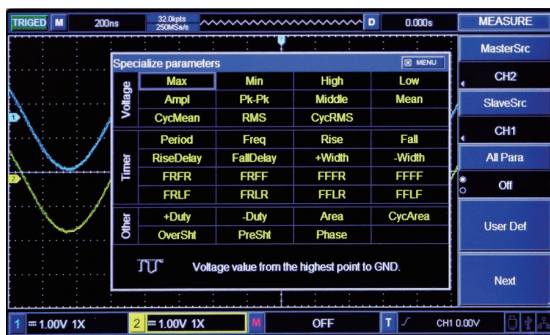 TRIGED M 200ns 32.0kpts 250MSa/s D 0.000s MEASURE
Specialize parameters MENU
Voltage
Max Min High Low
Ampl Pk-Pk Middle Mean
CycMean RMS CycRMS
Timer
Period Freq Rise Fall
RiseDelay FallDelay +Width -Width
FRFR FRFF FFFR FFFF
FRLF FRLR FFLR FFLF
Other
+Duty -Duty Area CycArea
OverSht PreSht Phase
Voltage value from the highest point to GND.
MasterSrc
CH2
SlaveSrc
CH1
All Para
Off
User Def
Next
1
2
1 1.00V 1X 2 1.00V 1X M OFF T CH1 0.00V